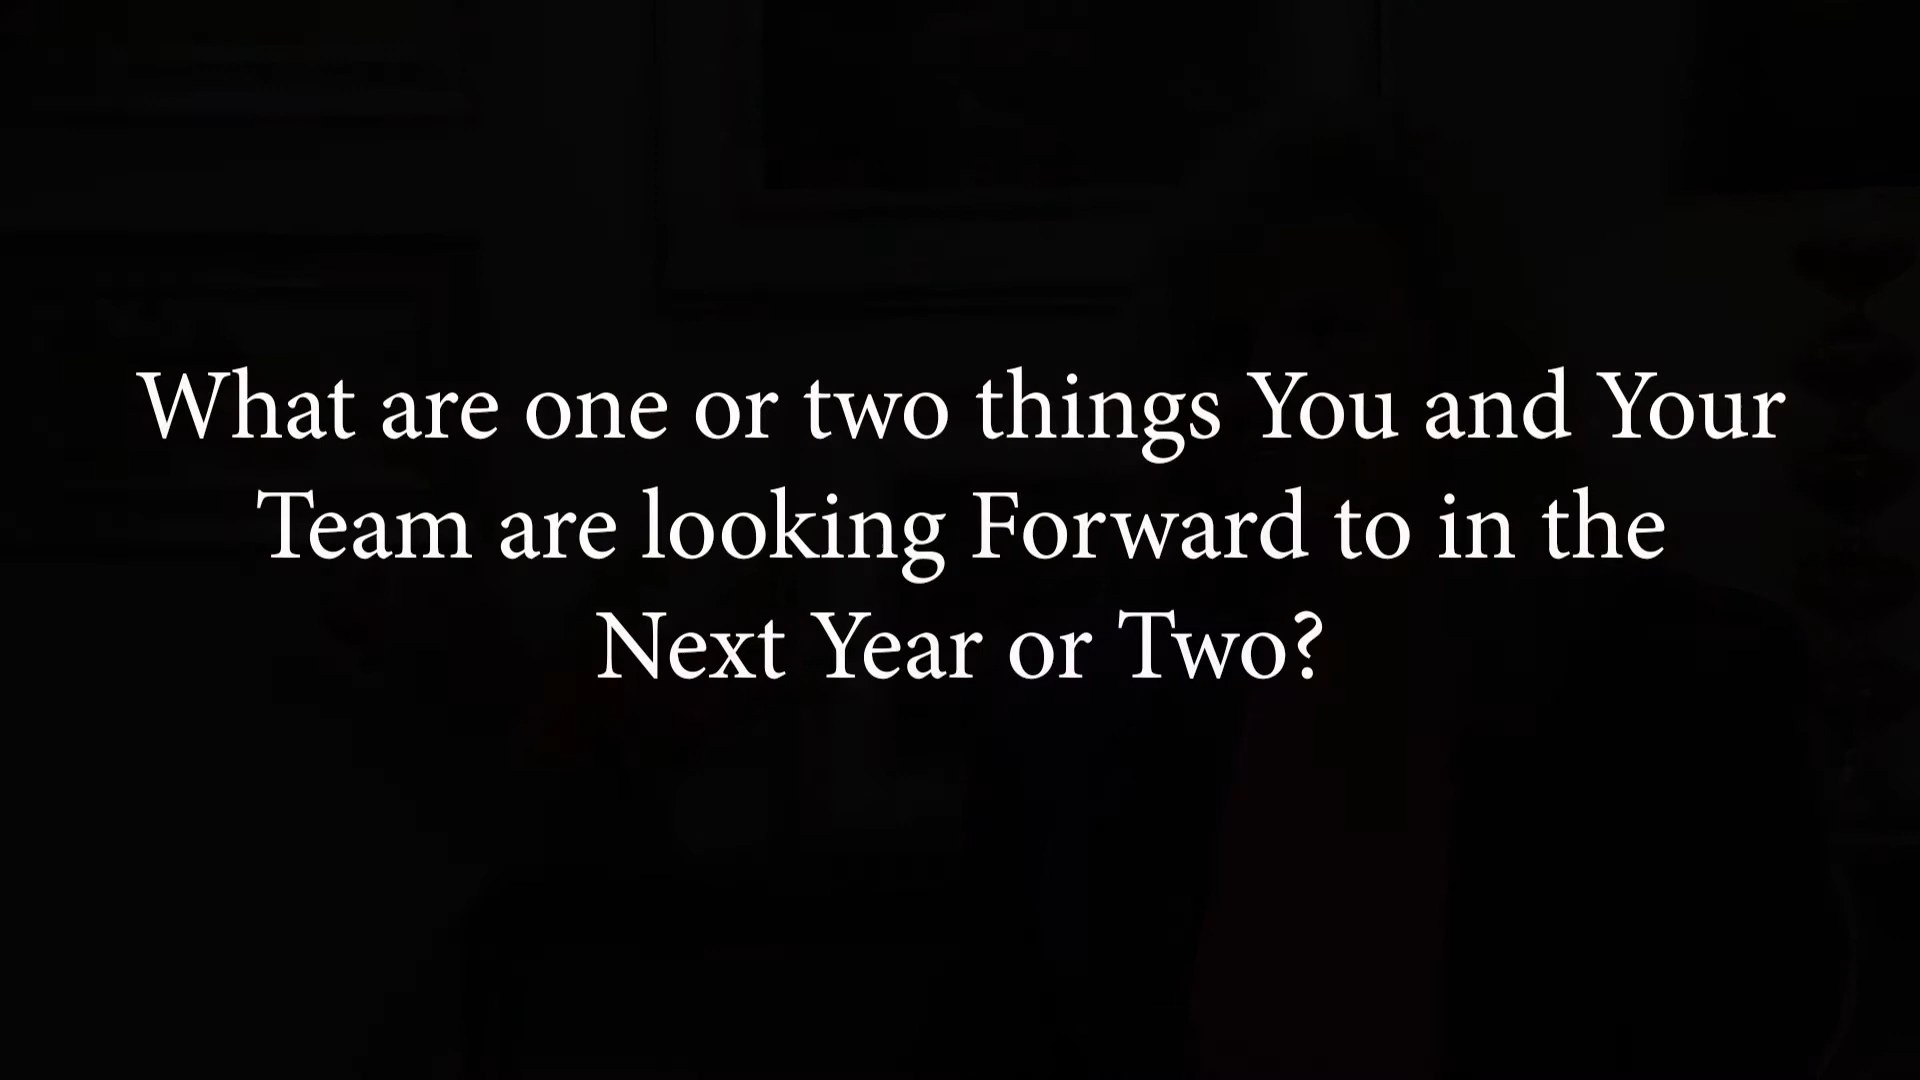 What are one or two things You and Your
Team are looking Forward to in the
Next Year or Two?